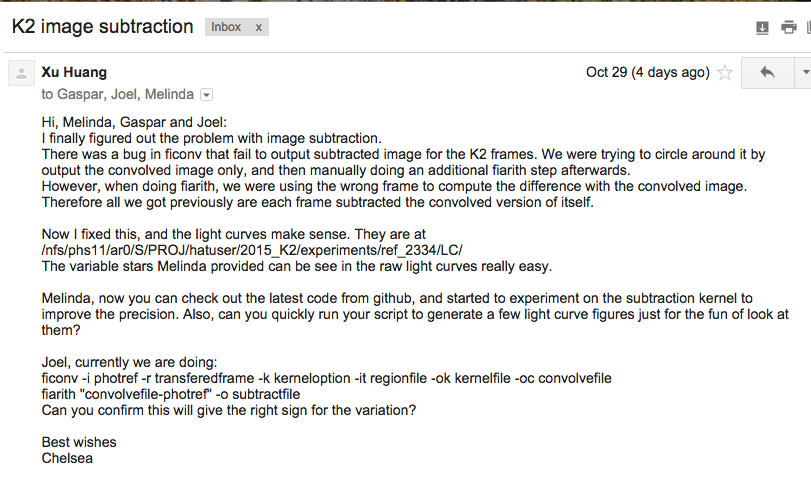 K2 image subtraction Inbox x
Xu Huang Oct 29 (4 days ago)
to Gaspar, Joel, Melinda
Hi, Melinda, Gaspar and Joel:
I finally figured out the problem with image subtraction.
There was a bug in ficonv that fail to output subtracted image for the K2 frames. We were trying to circle around it by
output the convolved image only, and then manually doing an additional fiarith step afterwards.
However, when doing fiarith, we were using the wrong frame to compute the difference with the convolved image.
Therefore all we got previously are each frame subtracted the convolved version of itself.
Now I fixed this, and the light curves make sense. They are at
/nfs/phs11/ar0/S/PROJ/hatuser/2015_K2/experiments/ref_2334/LC/
The variable stars Melinda provided can be see in the raw light curves really easy.
Melinda, now you can check out the latest code from github, and started to experiment on the subtraction kernel to
improve the precision. Also, can you quickly run your script to generate a few light curve figures just for the fun of look at
them?
Joel, currently we are doing:
ficonv -i photref -r transferedframe -k kerneloption -it regionfile -ok kernelfile -oc convolvefile
fiarith "convolvefile-photref" -o subtractfile
Can you confirm this will give the right sign for the variation?
Best wishes
Chelsea